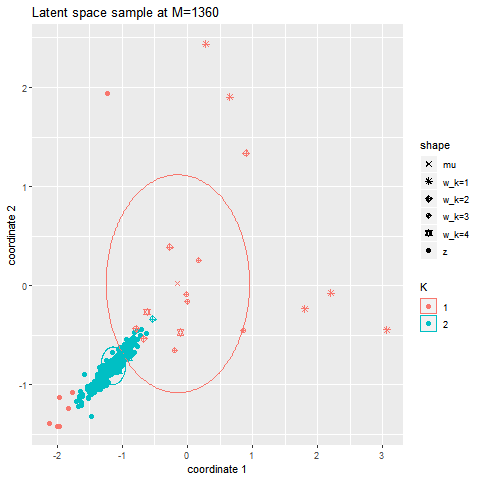 Latent space sample at M=1360
coordinate 2
2
1
0
-1
-2
-1
0
1
2
3
coordinate 1
shape
mu
w_k=1
w_k=2
w_k=3
w_k=4
z
K
1
2